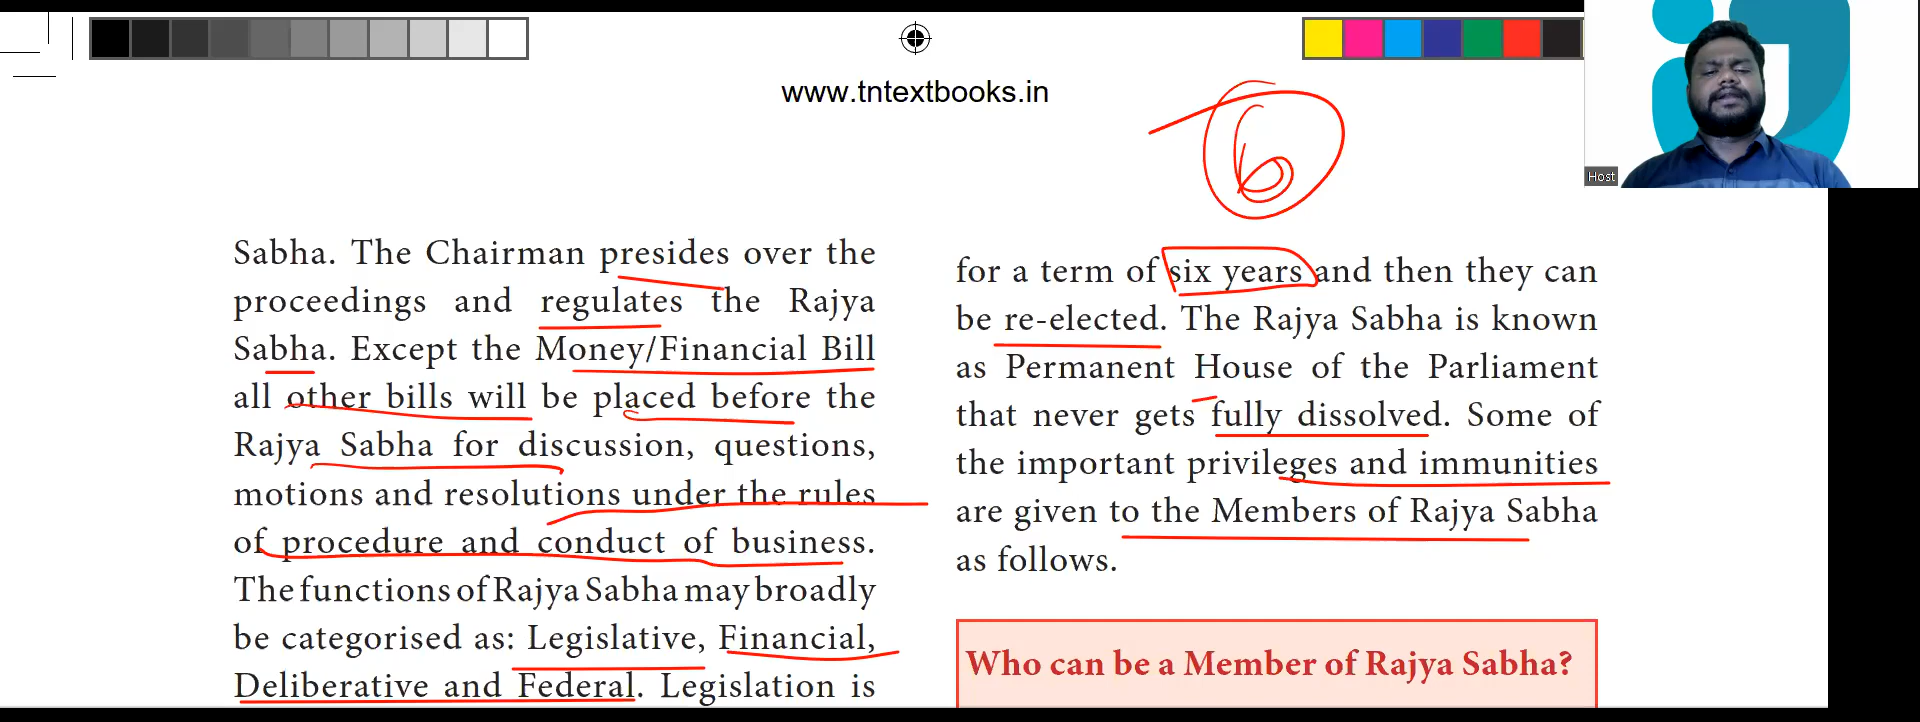 www.tntextbooks.in
6
Host
Sabha. The Chairman presides over the
proceedings and regulates the Rajya
Sabha. Except the Money/Financial Bill
all other bills will be placed before the
Rajya Sabha for discussion, questions,
motions and resolutions under the rules
of procedure and conduct of business.
The functions of Rajya Sabha may broadly
be categorised as: Legislative, Financial,
Deliberative and Federal. Legislation is
for a term of six years and then they can
be re-elected. The Rajya Sabha is known
as Permanent House of the Parliament
that never gets fully dissolved. Some of
the important privileges and immunities
are given to the Members of Rajya Sabha
as follows.
Who can be a Member of Rajya Sabha?